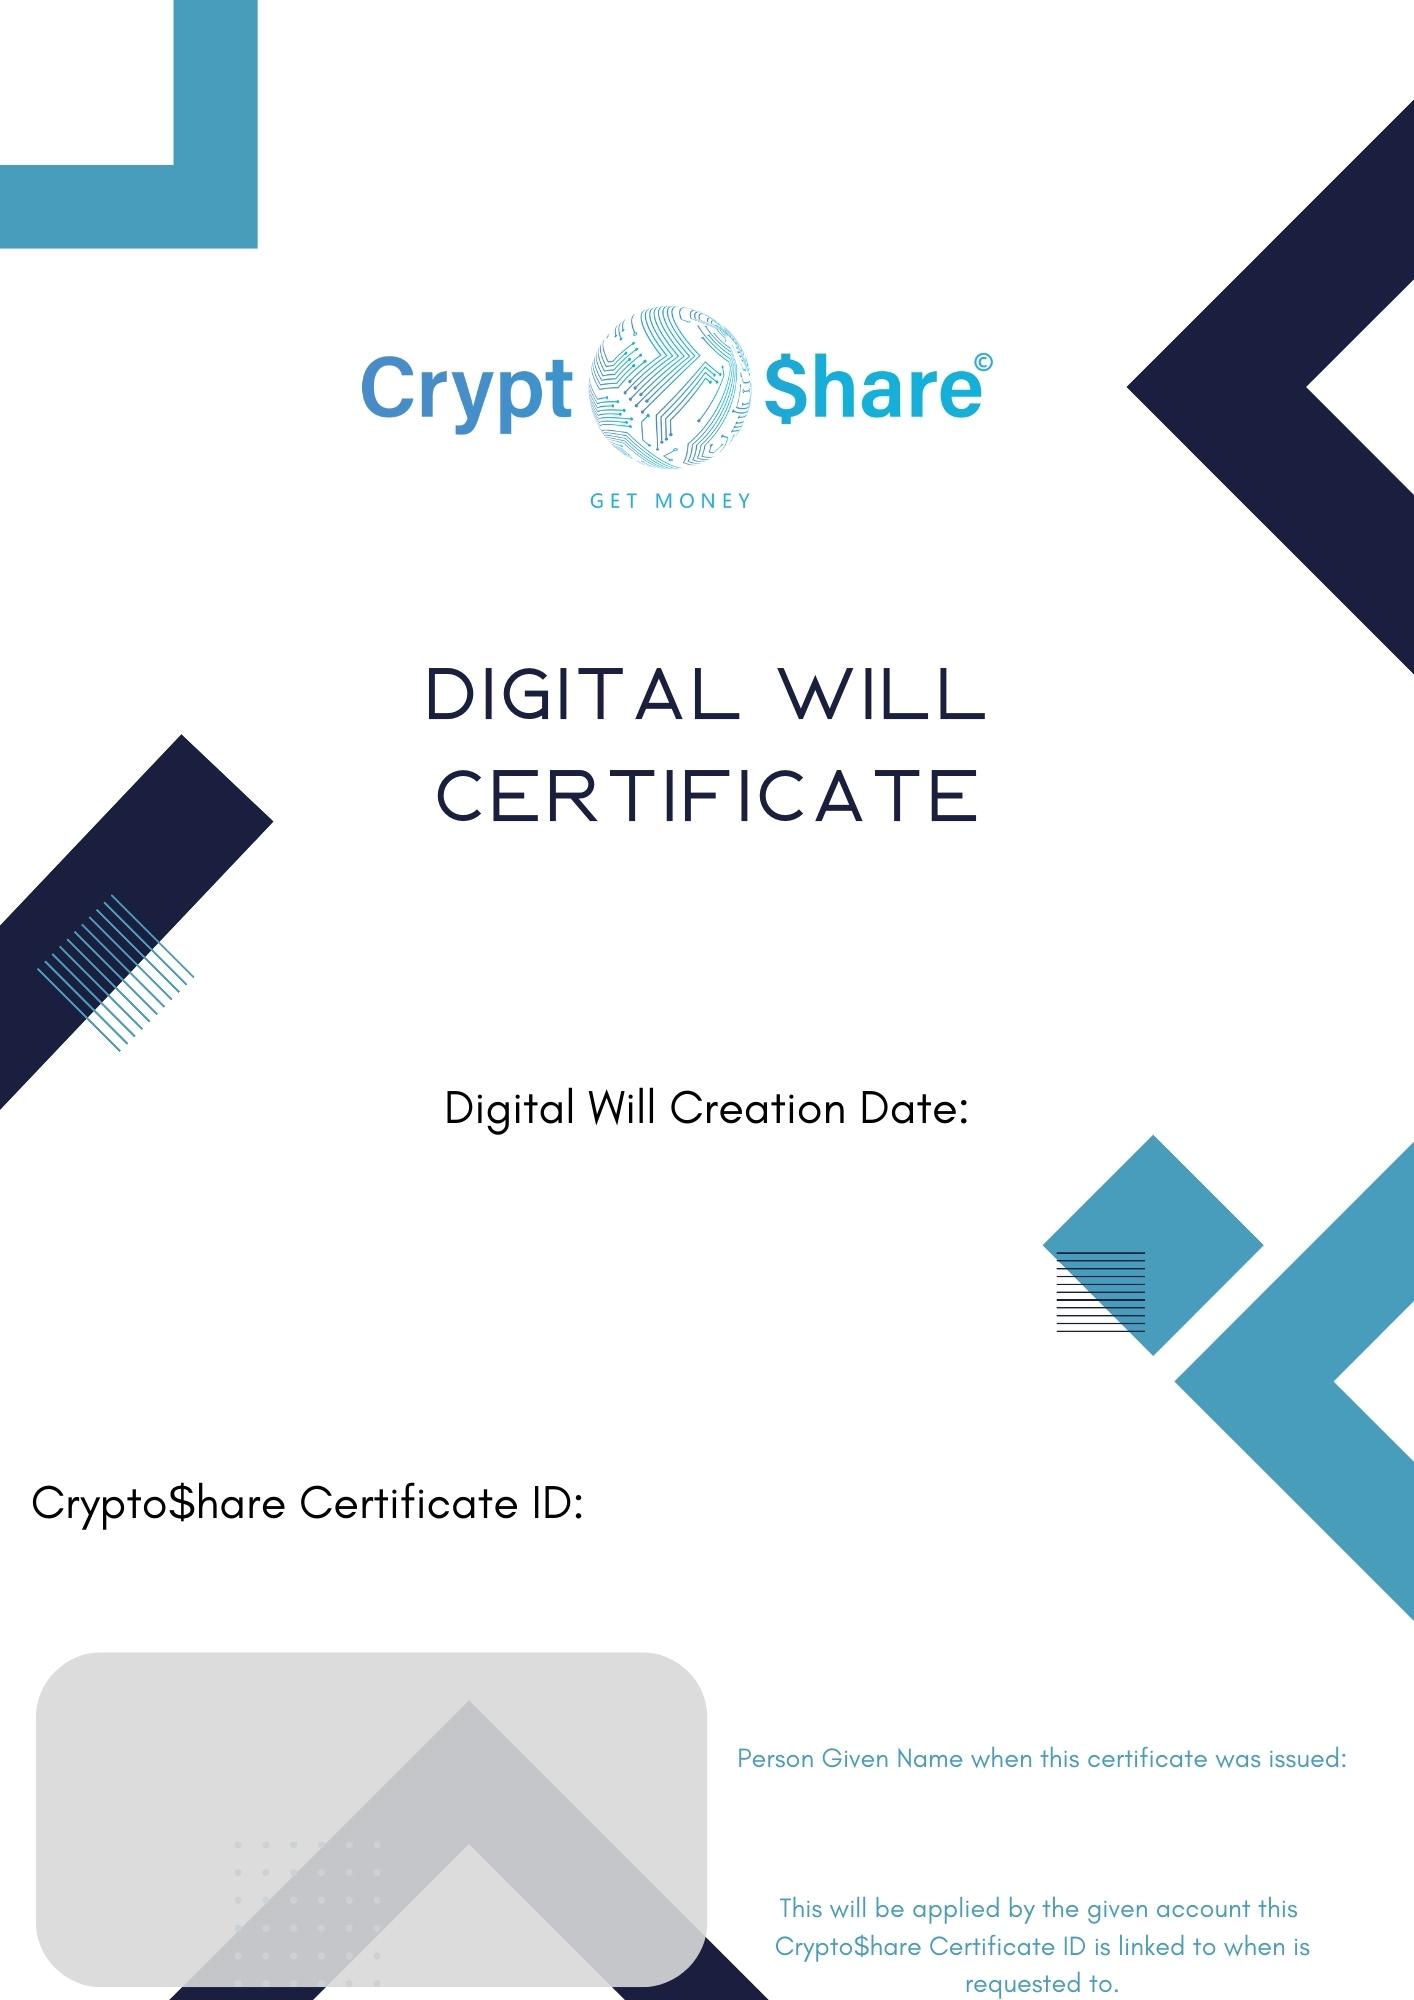 Crypt $hare©
GET MONEY
DIGITAL WILL
CERTIFICATE
Digital Will Creation Date:
Crypto$hare Certificate ID:
Person Given Name when this certificate was issued:
This will be applied by the given account this
Crypto$hare Certificate ID is linked to when is
requested to.